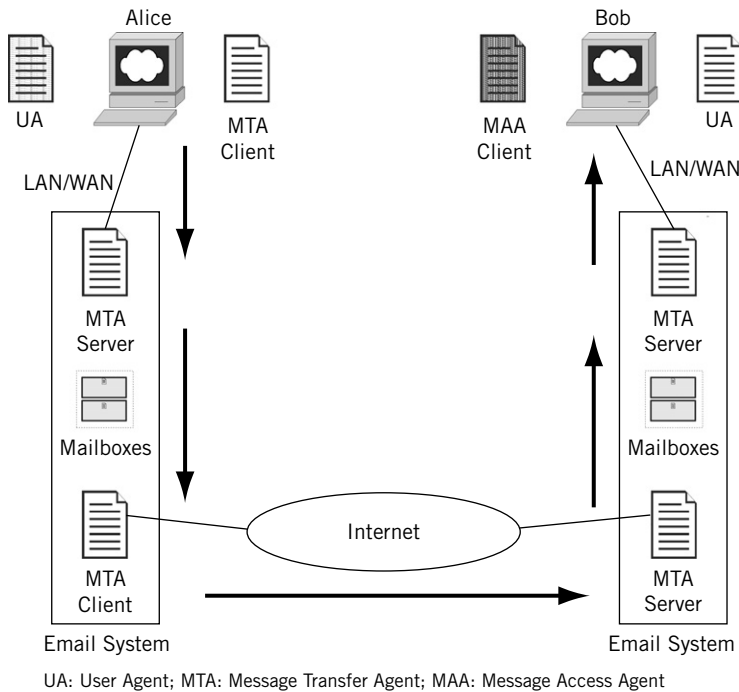 Alice
Bob
UA
MTA
Client
MAA
Client
UA
LAN/WAN
LAN/WAN
MTA
Server
MTA
Server
Mailboxes
Mailboxes
Internet
MTA
Client
MTA
Server
Email System
Email System
UA: User Agent; MTA: Message Transfer Agent; MAA: Message Access Agent